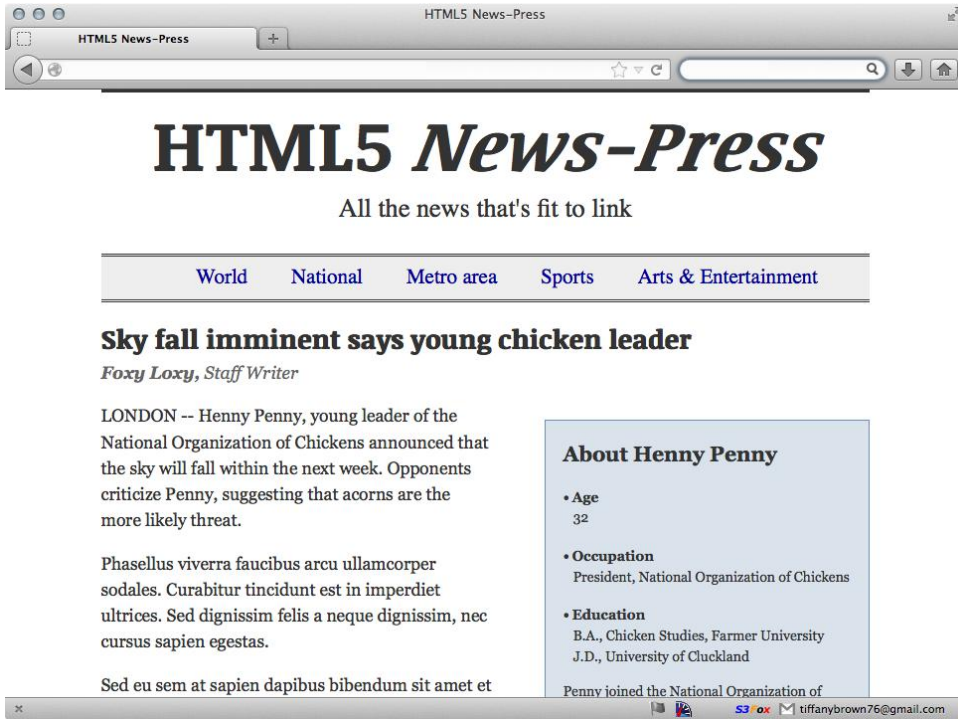 HTML5 News-Press
HTML5 News-Press
HTML5 News-Press
All the news that's fit to link
World National Metro area Sports Arts & Entertainment
Sky fall imminent says young chicken leader
Foxy Loxy, Staff Writer
LONDON -- Henny Penny, young leader of the
National Organization of Chickens announced that
the sky will fall within the next week. Opponents
criticize Penny, suggesting that acorns are the
more likely threat.
Phasellus viverra faucibus arcu ullamcorper
sodales. Curabitur tincidunt est in imperdiet
ultrices. Sed dignissim felis a neque dignissim, nec
cursus sapien egestas.
Sed eu sem at sapien dapibus bibendum sit amet et
About Henny Penny
• Age
32
• Occupation
President, National Organization of Chickens
• Education
B.A., Chicken Studies, Farmer University
J.D., University of Cluckland
Penny joined the National Organization of
S3Fox tiffanybrown76@gmail.com